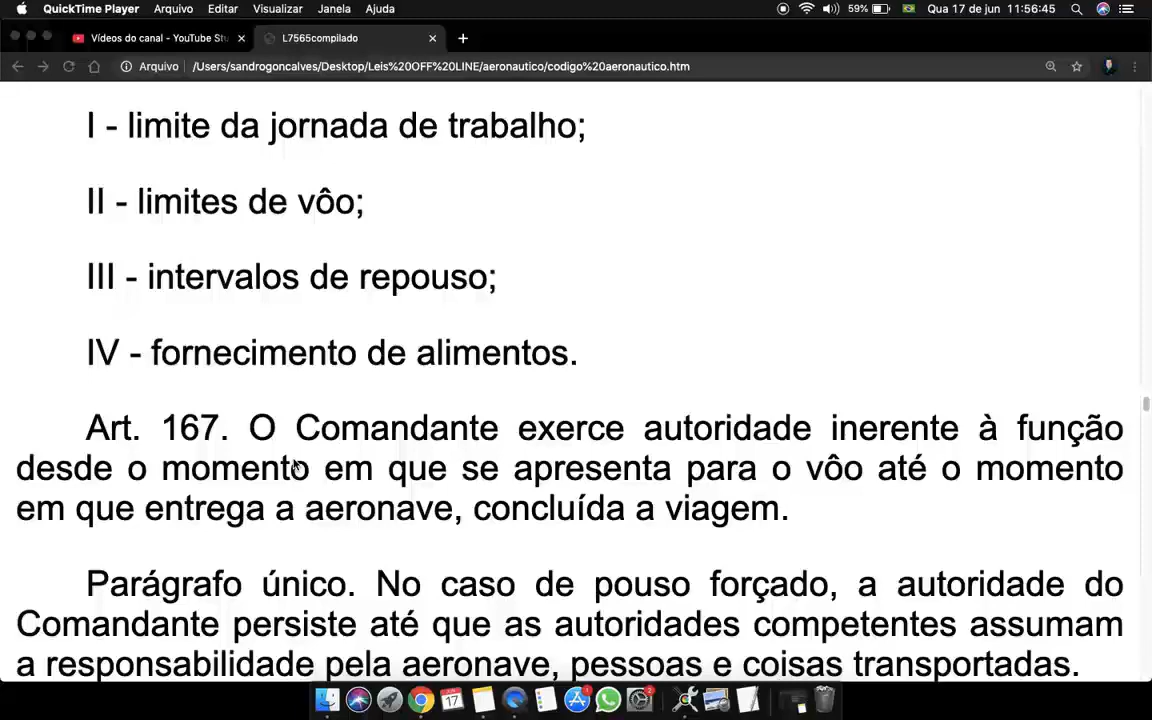 QuickTime Player Arquivo Editar Visualizar Janela Ajuda 59% Qua 17 de jun 11:56:45
Vídeos do canal - YouTube Stu L7565compilado
Arquivo /Users/sandrogoncalves/Desktop/Leis%20OFF%20LINE/aeronautico/codigo%20aeronautico.htm
I - limite da jornada de trabalho;
II - limites de vôo;
III - intervalos de repouso;
IV - fornecimento de alimentos.
Art. 167. O Comandante exerce autoridade inerente à função
desde o momento em que se apresenta para o vôo até o momento
em que entrega a aeronave, concluída a viagem.
Parágrafo único. No caso de pouso forçado, a autoridade do
Comandante persiste até que as autoridades competentes assumam
a responsabilidade pela aeronave, pessoas e coisas transportadas.